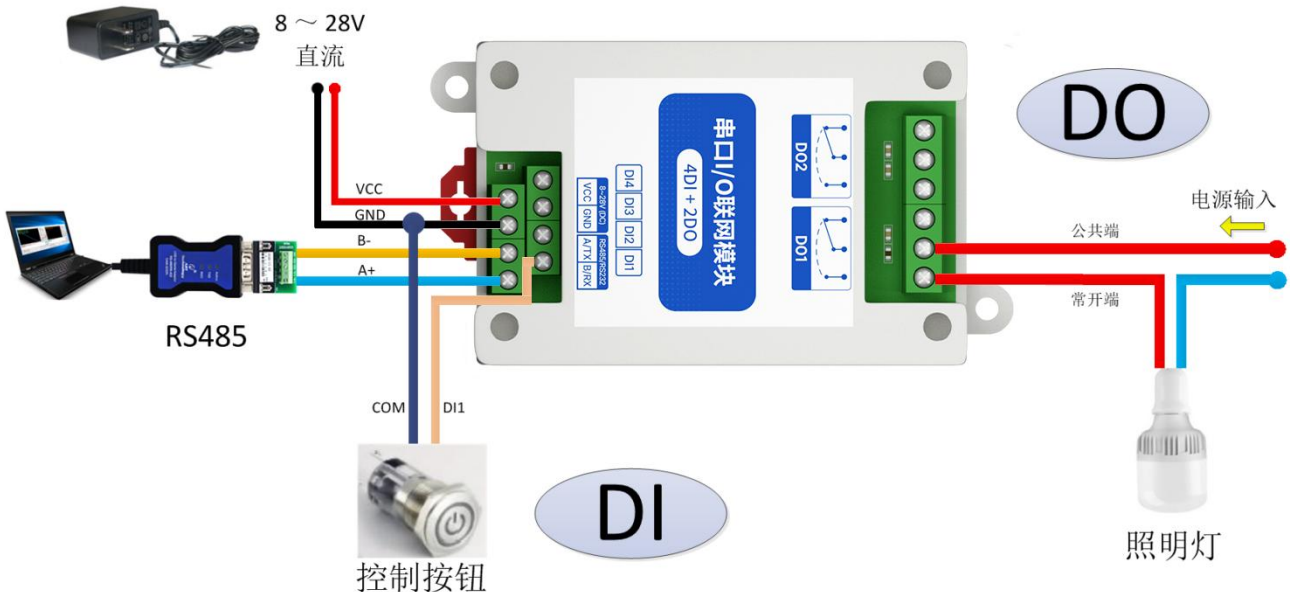 8 ～ 28V
直流
VCC
GND
B-
A+
RS485
COM
DI1
控制按钮
DI
DI4
DI3
DI2
DI1
8~28V (DC)
VCC GND
RS485/RS232
A/TX B/RX
串口I/O联网模块
4DI + 2DO
DO2
DO1
DO
电源输入
公共端
常开端
照明灯